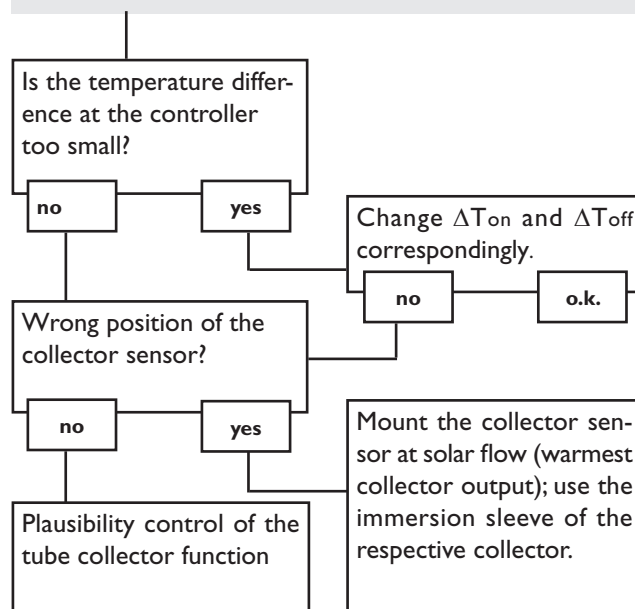 Is the temperature differ-
ence at the controller
too small?
no
yes
Change ΔTon and ΔToff
correspondingly.
no
o.k.
Wrong position of the
collector sensor?
no
yes
Mount the collector sen-
sor at solar flow (warmest
collector output); use the
immersion sleeve of the
respective collector.
Plausibility control of the
tube collector function